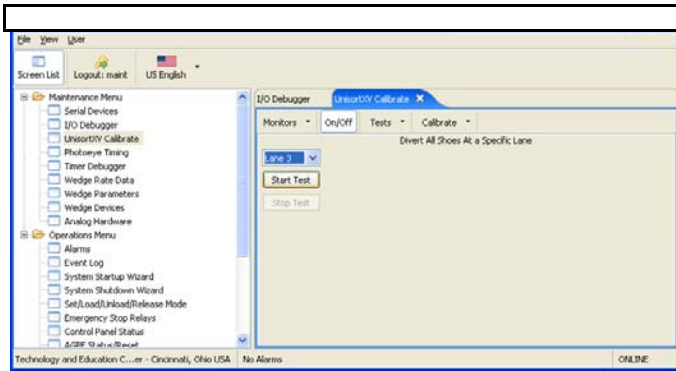 File View User
Screen List Logout: maint US English
Maintenance Menu
Serial Devices
I/O Debugger
UnisortXV Calibrate
Photoeye Timing
Timer Debugger
Wedge Rate Data
Wedge Parameters
Wedge Devices
Analog Hardware
Operations Menu
Alarms
Event Log
System Startup Wizard
System Shutdown Wizard
Set/Load/Unload/Release Mode
Emergency Stop Relays
Control Panel Status
AGPF Status/Reset
I/O Debugger UnisortXV Calibrate
Monitors On/Off Tests Calibrate
Divert All Shoes At a Specific Lane
Lane 3
Start Test
Stop Test
Technology and Education C...er - Cincinnati, Ohio USA No Alarms ONLINE